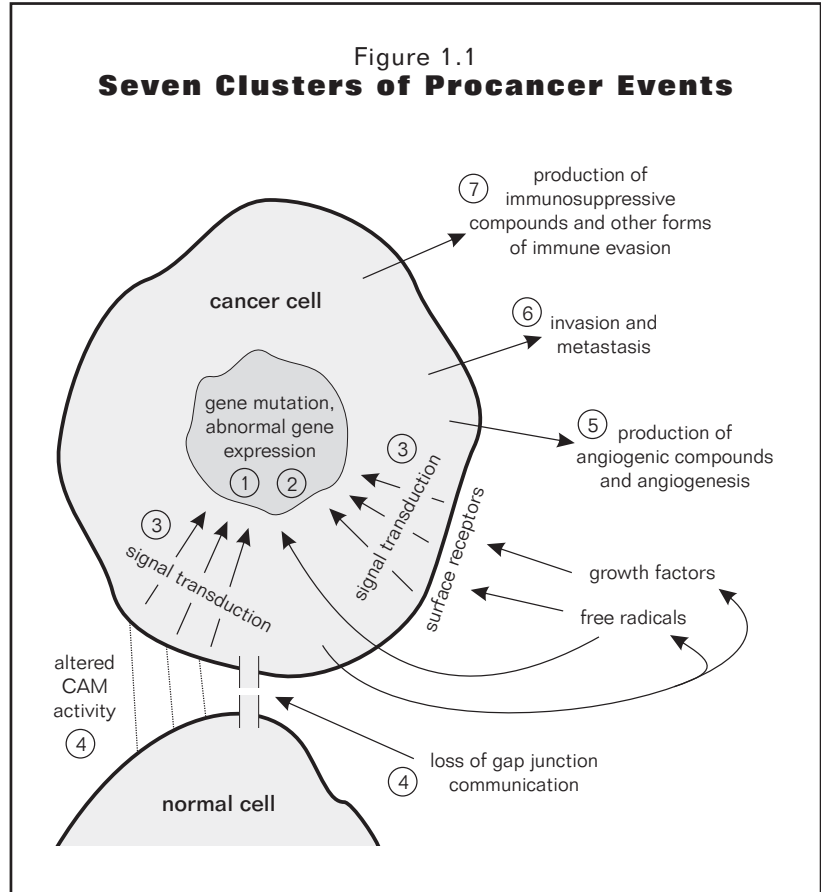 Figure 1.1
Seven Clusters of Procancer Events
7
production of
immunosuppressive
compounds and other forms
of immune evasion
cancer cell
6
invasion and
metastasis
gene mutation,
abnormal gene
expression
1 2
5
production of
angiogenic compounds
and angiogenesis
3
signal transduction
3
signal transduction
surface receptors
growth factors
free radicals
altered
CAM
activity
4
loss of gap junction
communication
4
normal cell